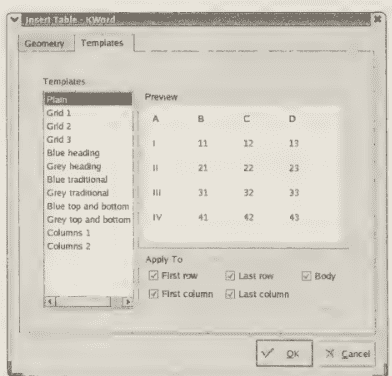 Insert Table - KWord
Geometry Templates
Templates
Plain
Grid 1
Grid 2
Grid 3
Blue heading
Grey heading
Blue traditional
Grey traditional
Blue top and bottom
Grey top and bottom
Columns 1
Columns 2
Preview
A B C D
I 11 12 13
II 21 22 23
III 31 32 33
IV 41 42 43
Apply To
First row Last row Body
First column Last column
OK Cancel